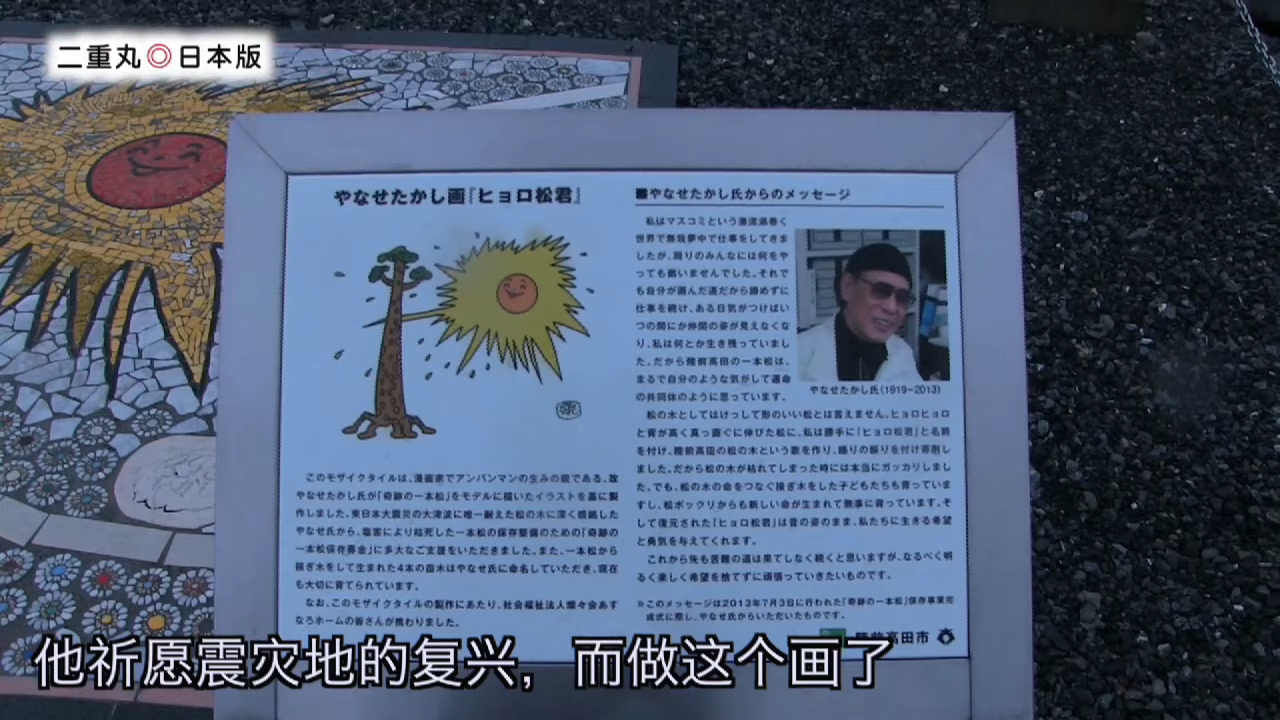 二重丸◎日本版
やなせたかし画『ヒョロ松君』
このモザイクタイルは、漫画家でアンパンマンの生みの親である、故
やなせたかし氏が「奇跡の一本松」をモデルに描いたイラストを基に製
作しました。東日本大震災の大津波に唯一耐えた松の木に深く感銘した
やなせ氏から、塩害により枯死した一本松の保存整備のための「奇跡の
一本松保存募金」に多大なご支援をいただきました。また、一本松から
接ぎ木をして生まれた4本の苗木はやなせ氏に命名していただき、現在
も大切に育てられています。
なお、このモザイクタイルの製作にあたり、社会福祉法人燦々会あす
なろホームの皆さんが携わりました。
■やなせたかし氏からのメッセージ
私はマスコミという激流渦巻く
世界で無我夢中で仕事をしてきま
したが、周りのみんなには何をや
っても敵いませんでした。それで
も自分が選んだ道だから諦めずに
仕事を続け、ある日気がつけばい
つの間にか仲間の姿が見えなくな
り、私は何とか生き残っていまし
た。だから陸前高田の一本松は、
まるで自分のような気がして運命
の共同体のように思っています。
やなせたかし氏(1919~2013)
松の木としてはけっして形のいい松とは言えません。ヒョロヒョロ
と背が高く真っ直ぐに伸びた松に、私は勝手に「ヒョロ松君」と名前
を付け、陸前高田の松の木という歌を作り、踊りの振りを付け寄贈し
ました。だから松の木が枯れてしまった時には本当にガッカリしまし
た。でも、松の木の命をつなぐ接ぎ木をした子どもたちも育っていま
すし、松ボックリからも新しい命が生まれて無事に育っています。そ
して復元された「ヒョロ松君」は昔の姿のまま、私たちに生きる希望
と勇気を与えてくれます。
これから先も苦難の道は果てしなく続くと思いますが、なるべく明
るく楽しく希望を捨てずに頑張っていきたいものです。
※このメッセージは2013年7月3日に行われた「奇跡の一本松」保存事業完
成式に際し、やなせ氏からいただいたものです。
陸前高田市
他祈愿震灾地的复兴，而做这个画了